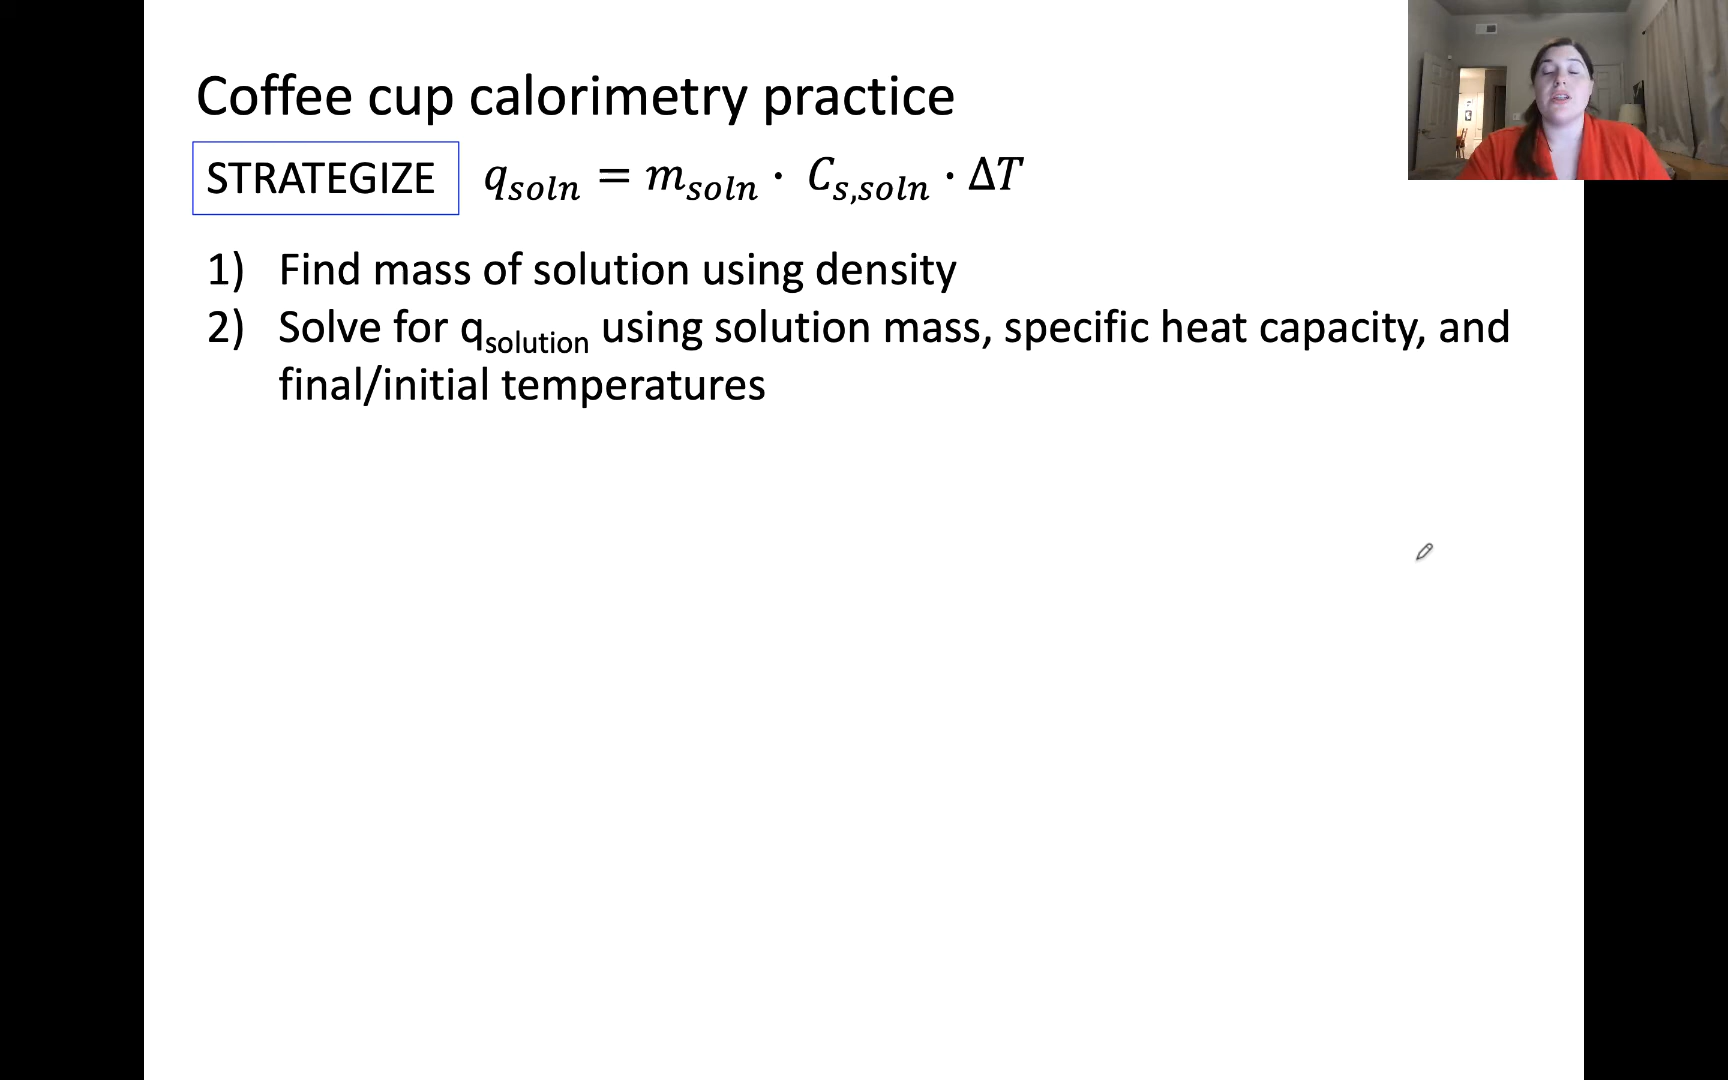 Coffee cup calorimetry practice
STRATEGIZE q_soln = m_soln · C_s,soln · ΔT
1) Find mass of solution using density
2) Solve for q_solution using solution mass, specific heat capacity, and
final/initial temperatures